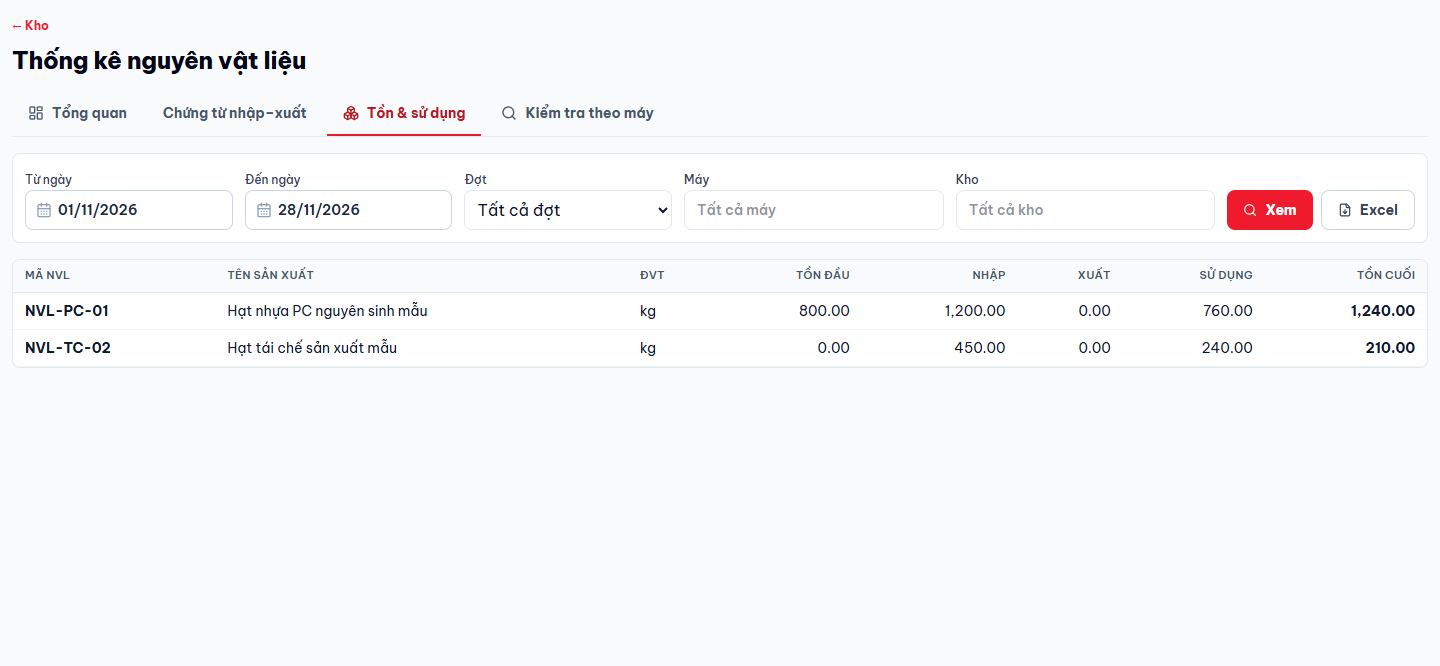 ← Kho
Thống kê nguyên vật liệu
Tổng quan Chứng từ nhập-xuất Tồn & sử dụng Kiểm tra theo máy
Từ ngày Đến ngày Đợt Máy Kho
01/11/2026 28/11/2026 Tất cả đợt Tất cả máy Tất cả kho Xem Excel
MÃ NVL TÊN SẢN XUẤT ĐVT TỒN ĐẦU NHẬP XUẤT SỬ DỤNG TỒN CUỐI
NVL-PC-01 Hạt nhựa PC nguyên sinh mẫu kg 800.00 1,200.00 0.00 760.00 1,240.00
NVL-TC-02 Hạt tái chế sản xuất mẫu kg 0.00 450.00 0.00 240.00 210.00